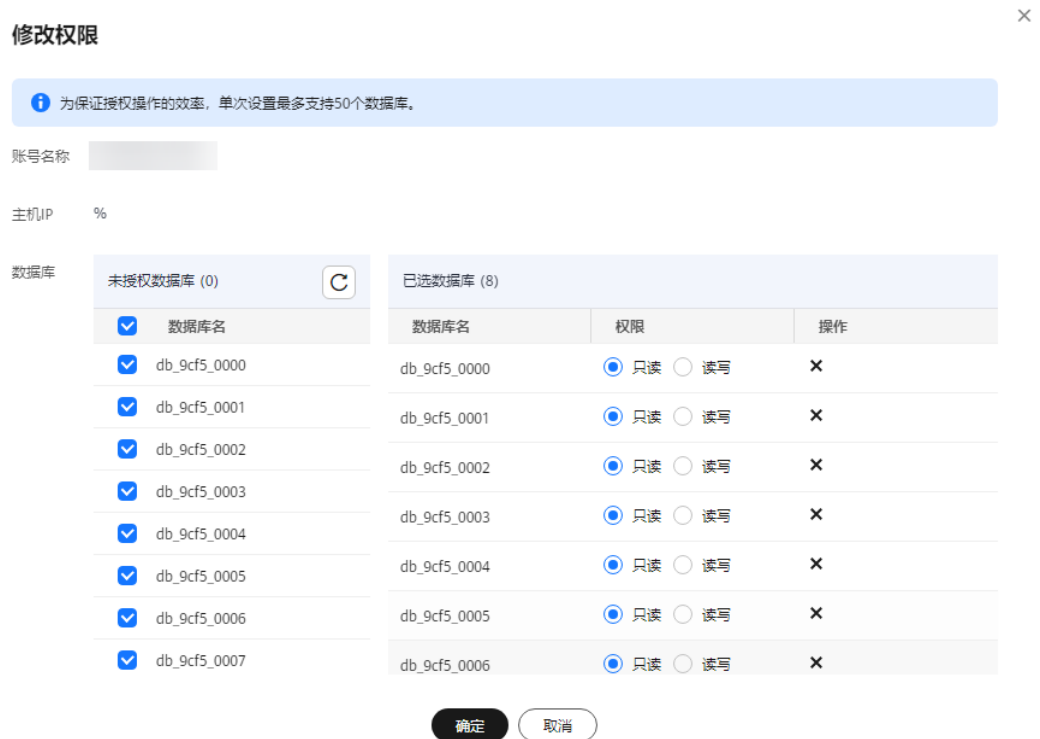 修改权限
为保证授权操作的效率，单次设置最多支持50个数据库。
账号名称
主机IP %
数据库 未授权数据库 (0) 已选数据库 (8)
数据库名 数据库名 权限 操作
db_9cf5_0000 db_9cf5_0000 只读 读写
db_9cf5_0001 db_9cf5_0001 只读 读写
db_9cf5_0002 db_9cf5_0002 只读 读写
db_9cf5_0003 db_9cf5_0003 只读 读写
db_9cf5_0004 db_9cf5_0004 只读 读写
db_9cf5_0005 db_9cf5_0005 只读 读写
db_9cf5_0006 db_9cf5_0006 只读 读写
db_9cf5_0007
确定 取消